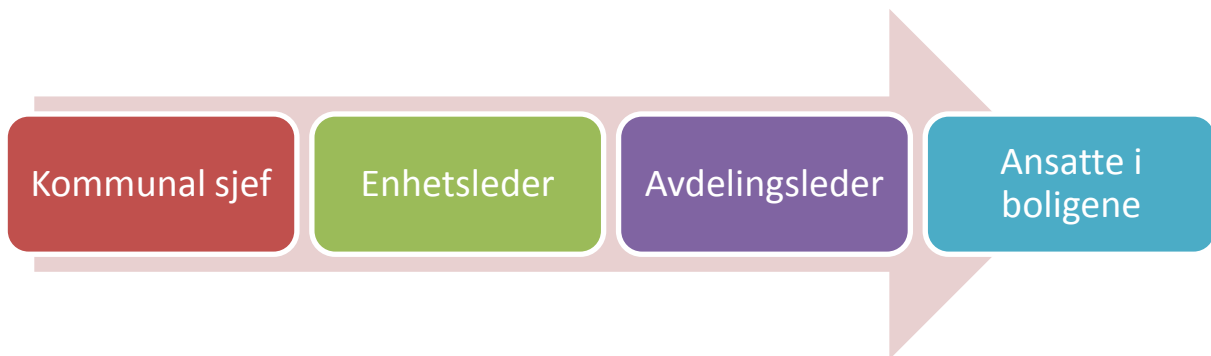 Kommunal sjef
Enhetsleder
Avdelingsleder
Ansatte i
boligene